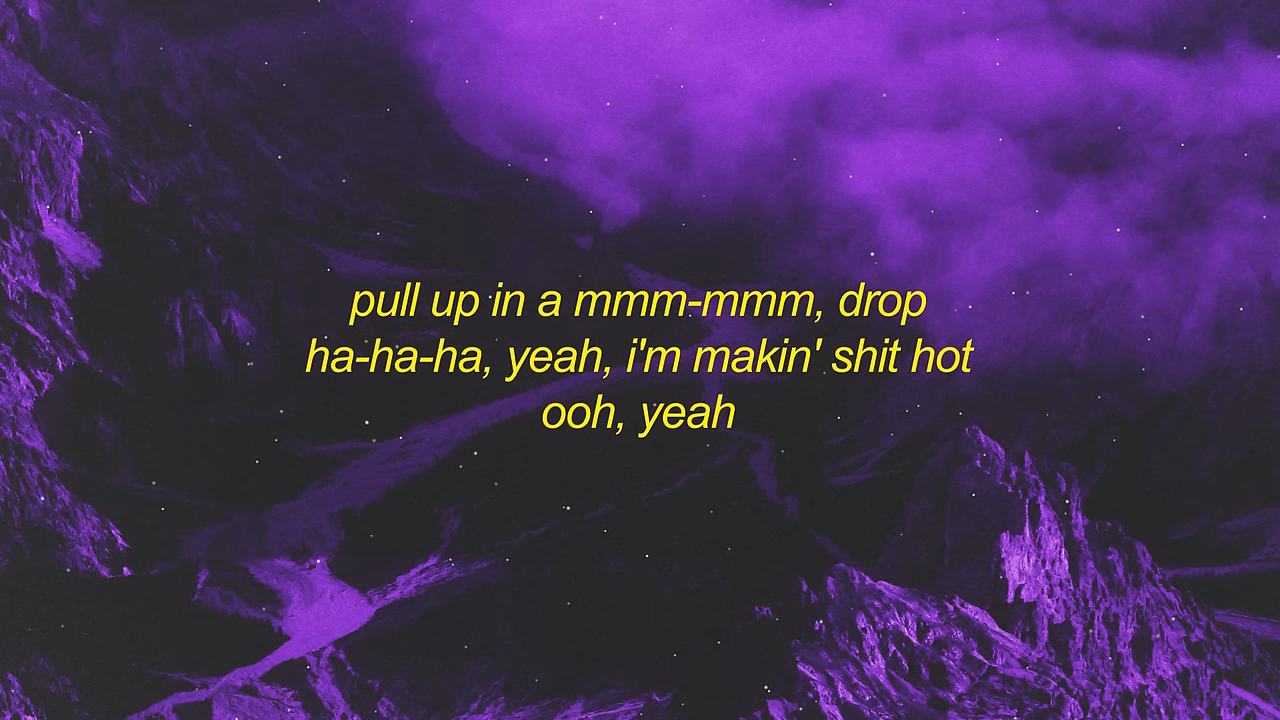 pull up in a mmm-mmm, drop
ha-ha-ha, yeah, i'm makin' shit hot
ooh, yeah